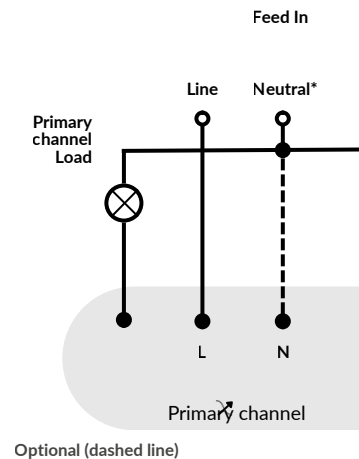 Feed In
Line
Neutral*
Primary
channel
Load
L
N
Primary channel
Optional (dashed line)